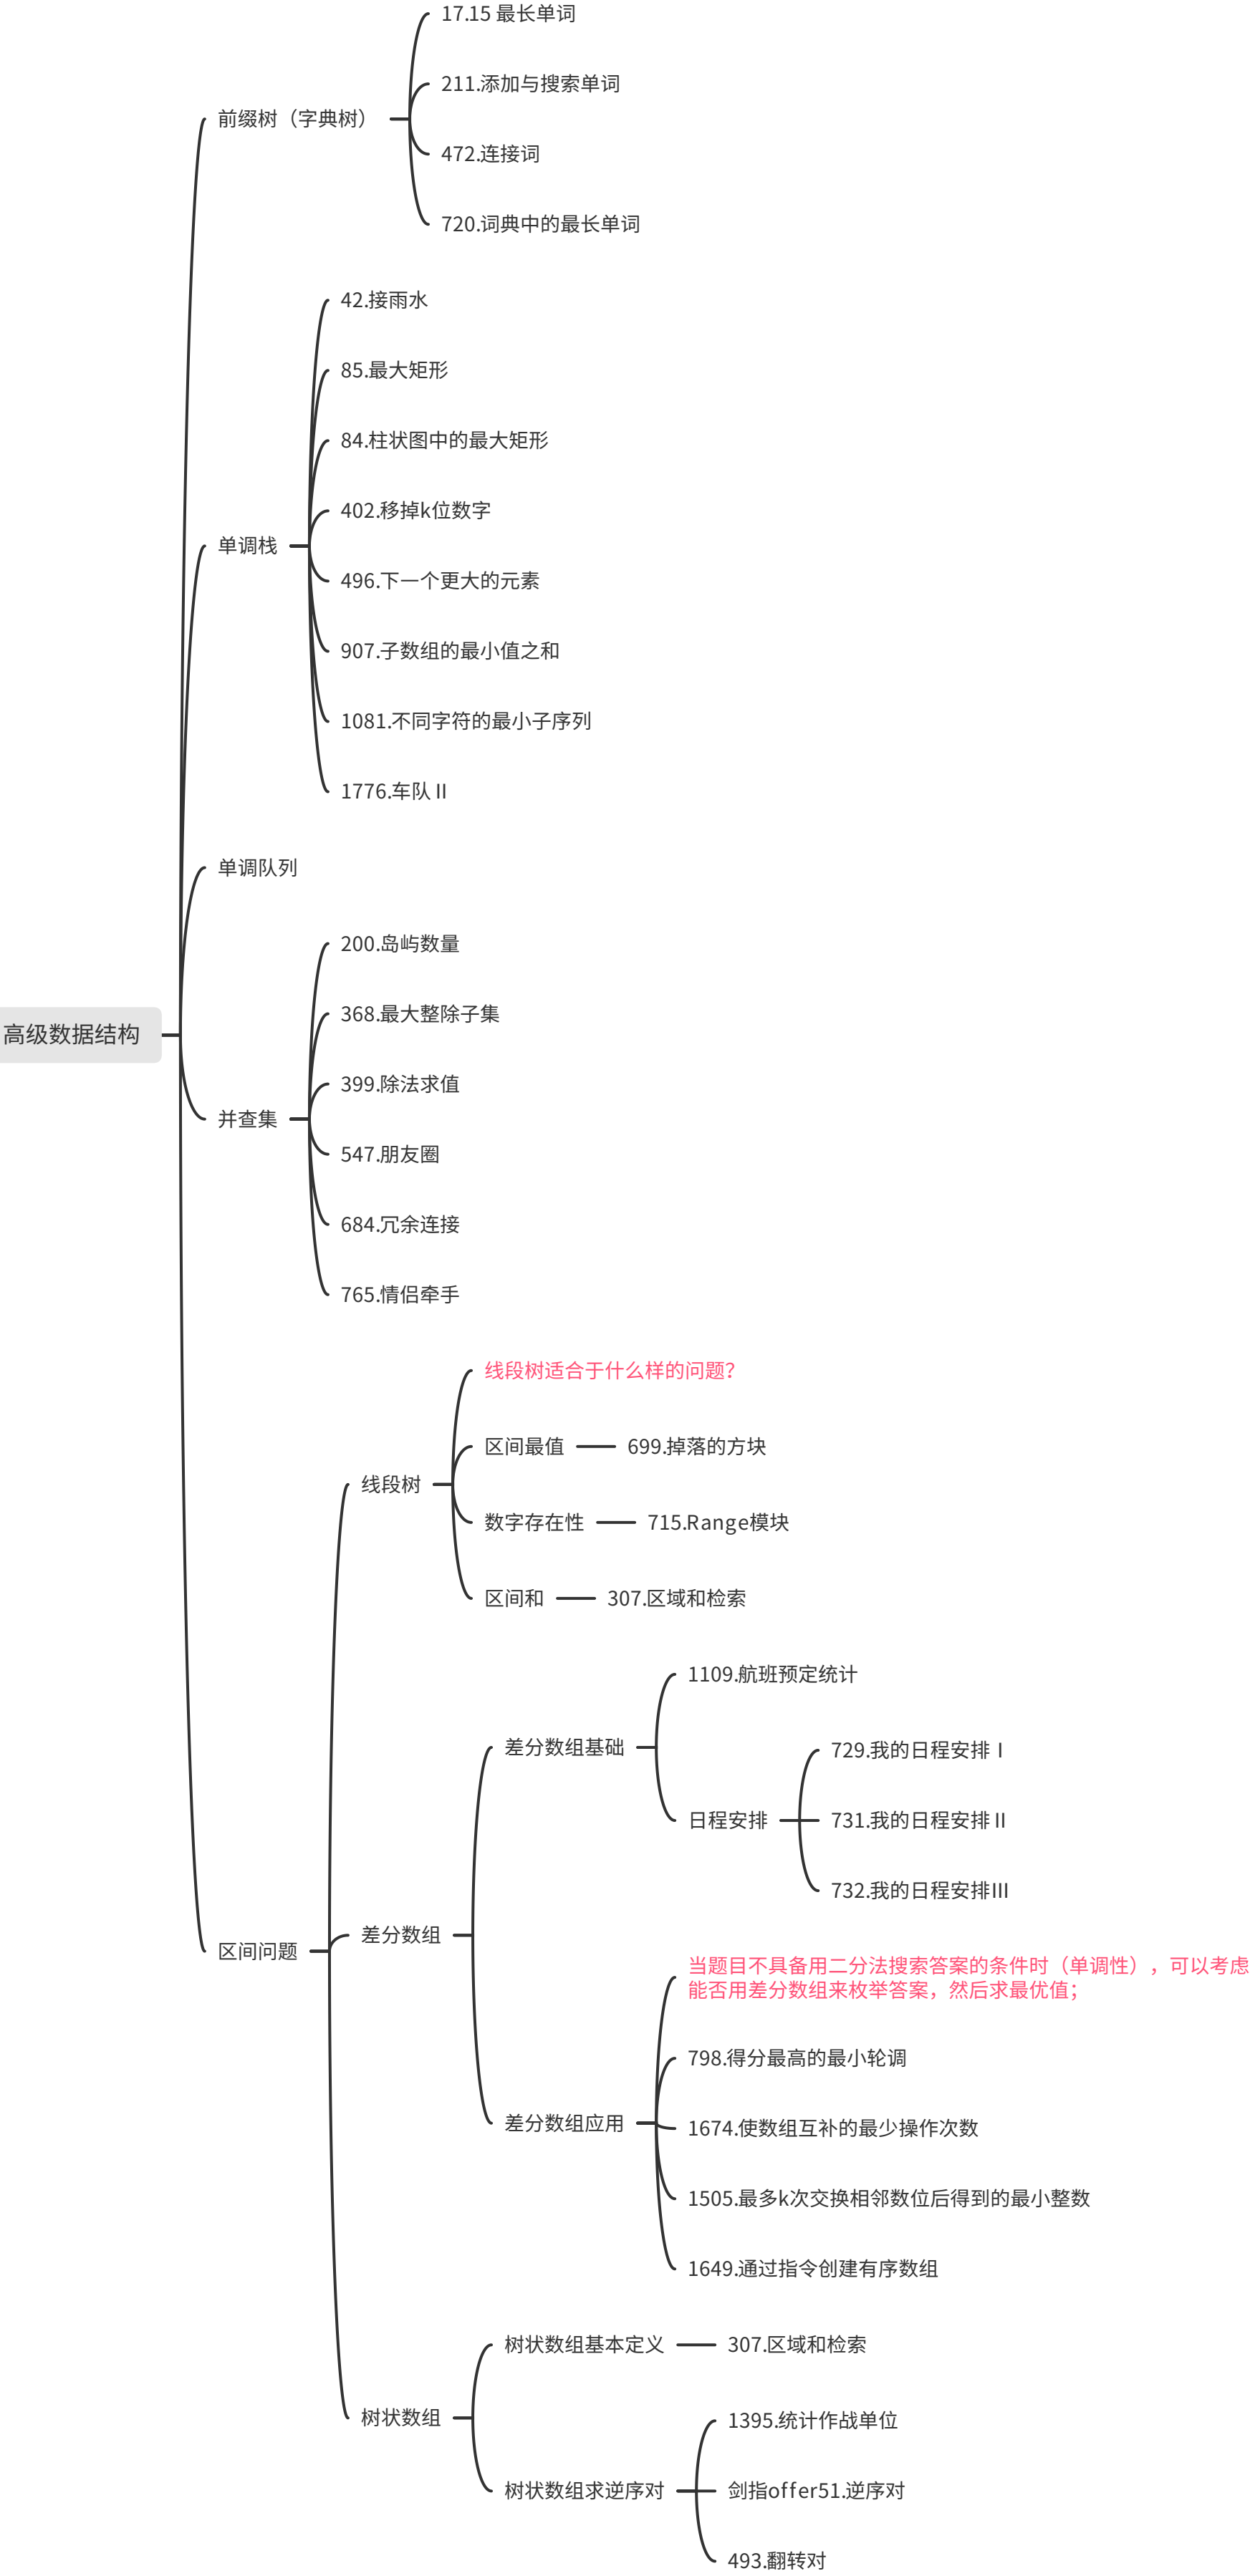 高级数据结构
前缀树（字典树）
17.15 最长单词
211.添加与搜索单词
472.连接词
720.词典中的最长单词
单调栈
42.接雨水
85.最大矩形
84.柱状图中的最大矩形
402.移掉k位数字
496.下一个更大的元素
907.子数组的最小值之和
1081.不同字符的最小子序列
1776.车队Ⅱ
单调队列
并查集
200.岛屿数量
368.最大整除子集
399.除法求值
547.朋友圈
684.冗余连接
765.情侣牵手
区间问题
线段树
线段树适合于什么样的问题？
区间最值
699.掉落的方块
数字存在性
715.Range模块
区间和
307.区域和检索
差分数组
差分数组基础
1109.航班预定统计
日程安排
729.我的日程安排Ⅰ
731.我的日程安排Ⅱ
732.我的日程安排Ⅲ
差分数组应用
当题目不具备用二分法搜索答案的条件时（单调性），可以考虑
能否用差分数组来枚举答案，然后求最优值；
798.得分最高的最小轮调
1674.使数组互补的最少操作次数
1505.最多k次交换相邻数位后得到的最小整数
1649.通过指令创建有序数组
树状数组
树状数组基本定义
307.区域和检索
树状数组求逆序对
1395.统计作战单位
剑指offer51.逆序对
493.翻转对